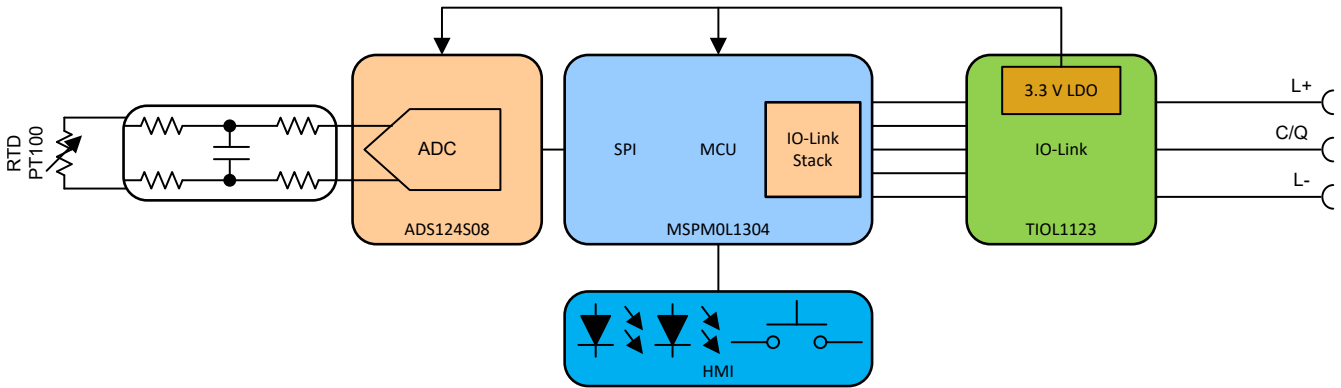 RTD
PT100
ADC
ADS124S08
SPI
MCU
IO-Link
Stack
MSPM0L1304
3.3 V LDO
IO-Link
TIOL1123
L+
C/Q
L-
HMI